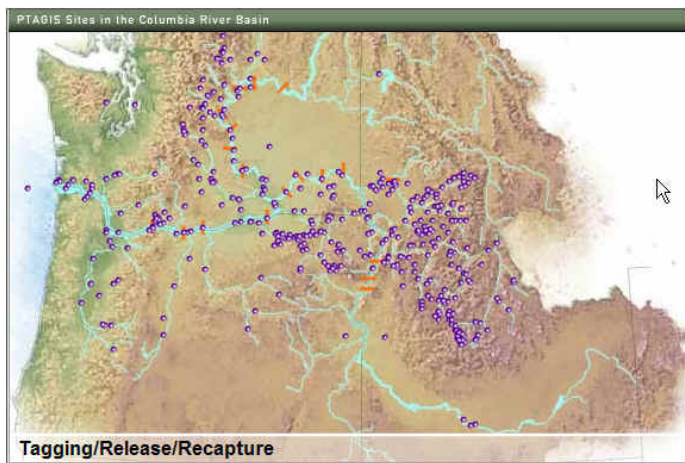 PTAGIS Sites in the Columbia River Basin
Tagging/Release/Recapture